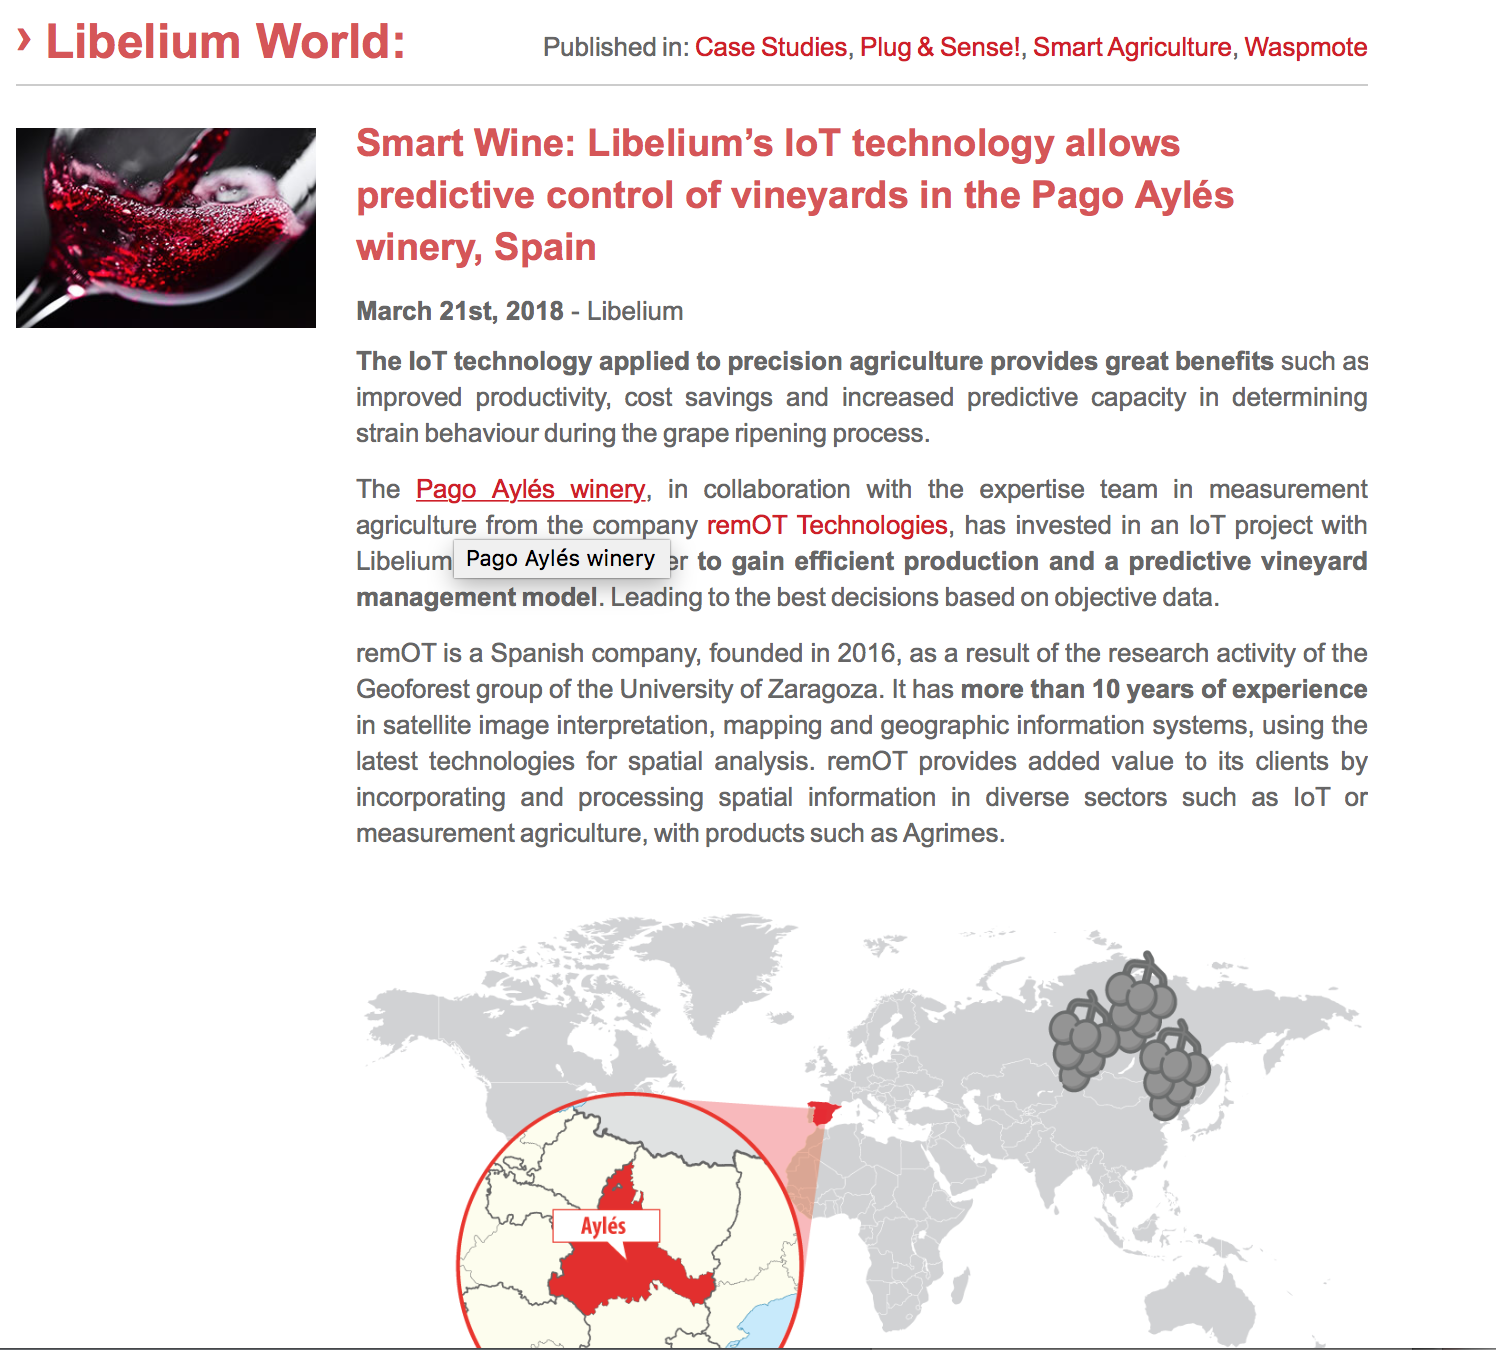 › Libelium World:
Published in: Case Studies, Plug & Sense!, Smart Agriculture, Waspmote
Smart Wine: Libelium’s IoT technology allows
predictive control of vineyards in the Pago Aylés
winery, Spain
March 21st, 2018 - Libelium
The IoT technology applied to precision agriculture provides great benefits such as
improved productivity, cost savings and increased predictive capacity in determining
strain behaviour during the grape ripening process.
The Pago Aylés winery, in collaboration with the expertise team in measurement
agriculture from the company remOT Technologies, has invested in an IoT project with
Libelium er to gain efficient production and a predictive vineyard
Pago Aylés winery
management model. Leading to the best decisions based on objective data.
remOT is a Spanish company, founded in 2016, as a result of the research activity of the
Geoforest group of the University of Zaragoza. It has more than 10 years of experience
in satellite image interpretation, mapping and geographic information systems, using the
latest technologies for spatial analysis. remOT provides added value to its clients by
incorporating and processing spatial information in diverse sectors such as IoT or
measurement agriculture, with products such as Agrimes.
Aylés